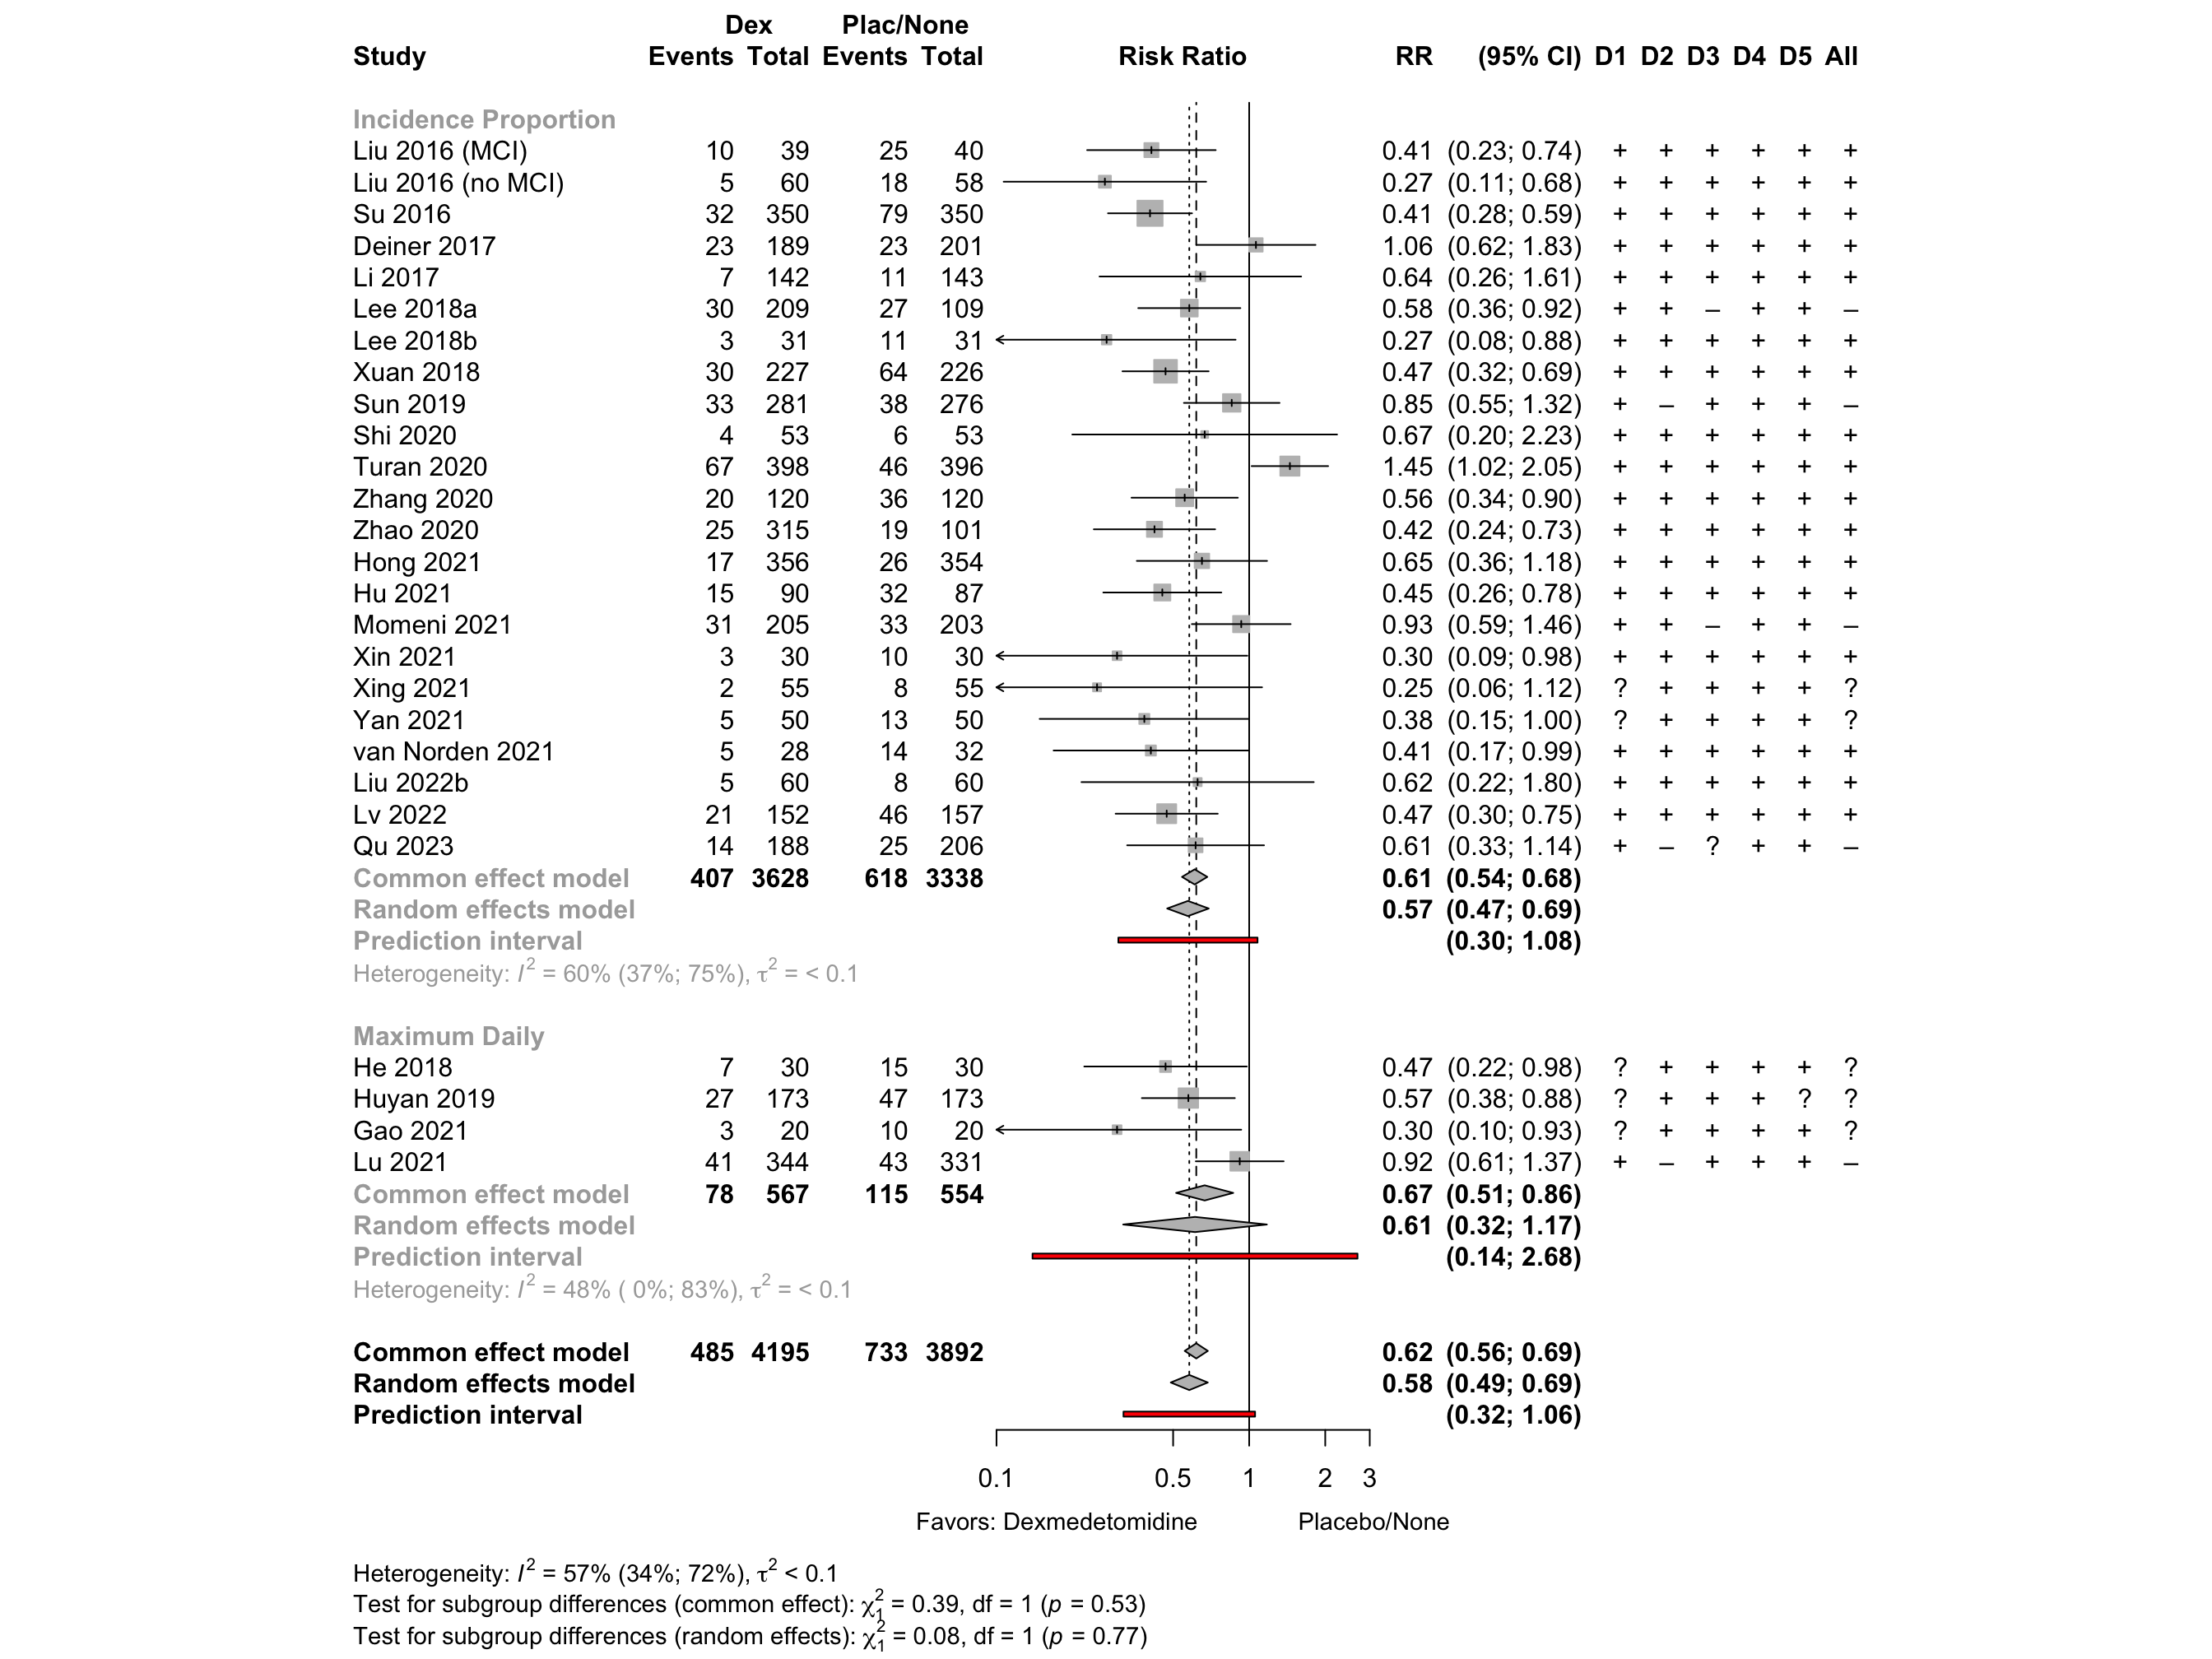 Dex Plac/None
Study Events Total Events Total Risk Ratio RR (95% CI) D1 D2 D3 D4 D5 All
Incidence Proportion
Liu 2016 (MCI) 10 39 25 40 0.41 (0.23; 0.74) + + + + + +
Liu 2016 (no MCI) 5 60 18 58 0.27 (0.11; 0.68) + + + + + +
Su 2016 32 350 79 350 0.41 (0.28; 0.59) + + + + + +
Deiner 2017 23 189 23 201 1.06 (0.62; 1.83) + + + + + +
Li 2017 7 142 11 143 0.64 (0.26; 1.61) + + + + + +
Lee 2018a 30 209 27 109 0.58 (0.36; 0.92) + + – + + –
Lee 2018b 3 31 11 31 0.27 (0.08; 0.88) + + + + + +
Xuan 2018 30 227 64 226 0.47 (0.32; 0.69) + + + + + +
Sun 2019 33 281 38 276 0.85 (0.55; 1.32) + – + + + –
Shi 2020 4 53 6 53 0.67 (0.20; 2.23) + + + + + +
Turan 2020 67 398 46 396 1.45 (1.02; 2.05) + + + + + +
Zhang 2020 20 120 36 120 0.56 (0.34; 0.90) + + + + + +
Zhao 2020 25 315 19 101 0.42 (0.24; 0.73) + + + + + +
Hong 2021 17 356 26 354 0.65 (0.36; 1.18) + + + + + +
Hu 2021 15 90 32 87 0.45 (0.26; 0.78) + + + + + +
Momeni 2021 31 205 33 203 0.93 (0.59; 1.46) + + – + + –
Xin 2021 3 30 10 30 0.30 (0.09; 0.98) + + + + + +
Xing 2021 2 55 8 55 0.25 (0.06; 1.12) ? + + + + ?
Yan 2021 5 50 13 50 0.38 (0.15; 1.00) ? + + + + ?
van Norden 2021 5 28 14 32 0.41 (0.17; 0.99) + + + + + +
Liu 2022b 5 60 8 60 0.62 (0.22; 1.80) + + + + + +
Lv 2022 21 152 46 157 0.47 (0.30; 0.75) + + + + + +
Qu 2023 14 188 25 206 0.61 (0.33; 1.14) + – ? + + –
Common effect model 407 3628 618 3338 0.61 (0.54; 0.68)
Random effects model 0.57 (0.47; 0.69)
Prediction interval (0.30; 1.08)
Heterogeneity: I² = 60% (37%; 75%), τ² = < 0.1
Maximum Daily
He 2018 7 30 15 30 0.47 (0.22; 0.98) ? + + + + ?
Huyan 2019 27 173 47 173 0.57 (0.38; 0.88) ? + + + ? ?
Gao 2021 3 20 10 20 0.30 (0.10; 0.93) ? + + + + ?
Lu 2021 41 344 43 331 0.92 (0.61; 1.37) + – + + + –
Common effect model 78 567 115 554 0.67 (0.51; 0.86)
Random effects model 0.61 (0.32; 1.17)
Prediction interval (0.14; 2.68)
Heterogeneity: I² = 48% ( 0%; 83%), τ² = < 0.1
Common effect model 485 4195 733 3892 0.62 (0.56; 0.69)
Random effects model 0.58 (0.49; 0.69)
Prediction interval (0.32; 1.06)
0.1 0.5 1 2 3
Favors: Dexmedetomidine Placebo/None
Heterogeneity: I² = 57% (34%; 72%), τ² < 0.1
Test for subgroup differences (common effect): χ₁² = 0.39, df = 1 (p = 0.53)
Test for subgroup differences (random effects): χ₁² = 0.08, df = 1 (p = 0.77)